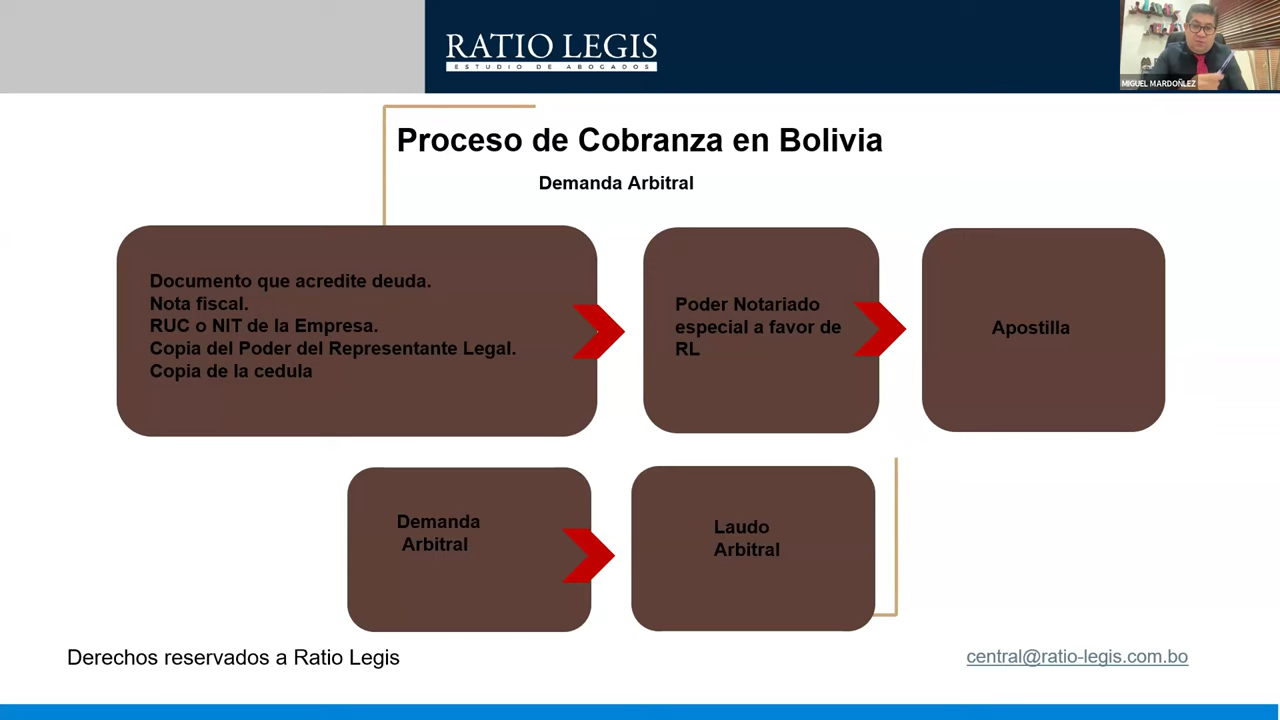 RATIO LEGIS
ESTUDIO DE ABOGADOS
MIGUEL MARDOÑLEZ
Proceso de Cobranza en Bolivia
Demanda Arbitral
Documento que acredite deuda.
Nota fiscal.
RUC o NIT de la Empresa.
Copia del Poder del Representante Legal.
Copia de la cedula
Poder Notariado
especial a favor de
RL
Apostilla
Demanda
Arbitral
Laudo
Arbitral
Derechos reservados a Ratio Legis
central@ratio-legis.com.bo